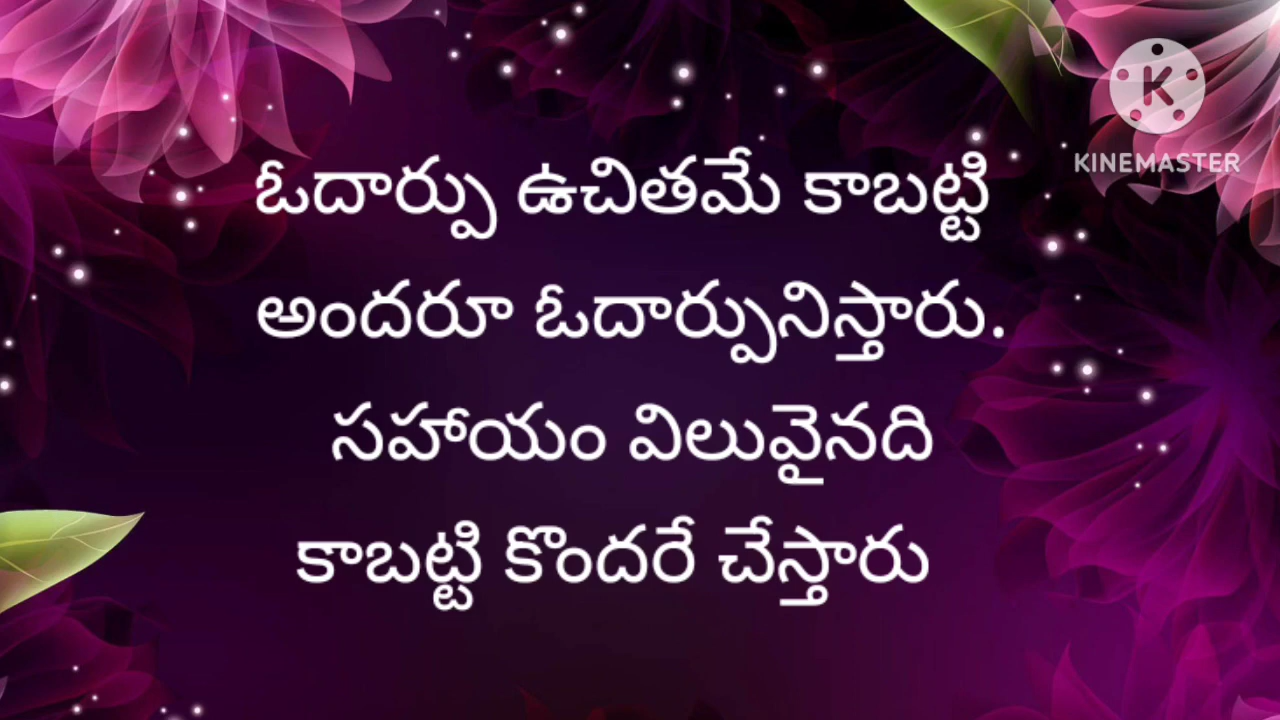 KINEMASTER
ఓదార్పు ఉచితమే కాబట్టి
అందరూ ఓదార్పునిస్తారు.
సహాయం విలువైనది
కాబట్టి కొందరే చేస్తారు